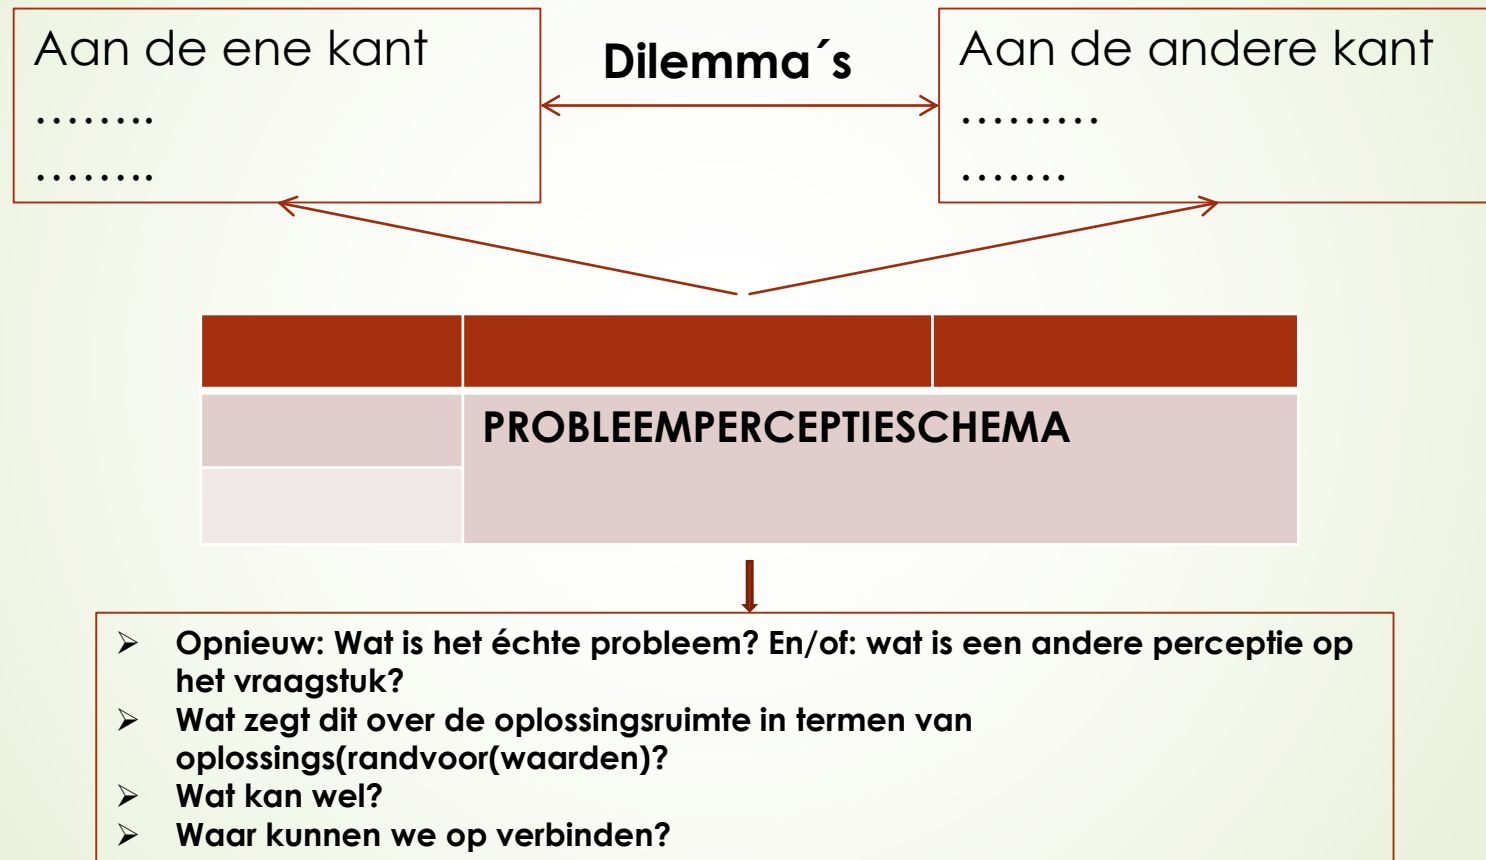 Aan de ene kant
……..
……..
Dilemma´s
Aan de andere kant
………
…….
PROBLEEMPERCEPTIESCHEMA
➢ Opnieuw: Wat is het échte probleem? En/of: wat is een andere perceptie op
het vraagstuk?
➢ Wat zegt dit over de oplossingsruimte in termen van
oplossings(randvoor(waarden)?
➢ Wat kan wel?
➢ Waar kunnen we op verbinden?